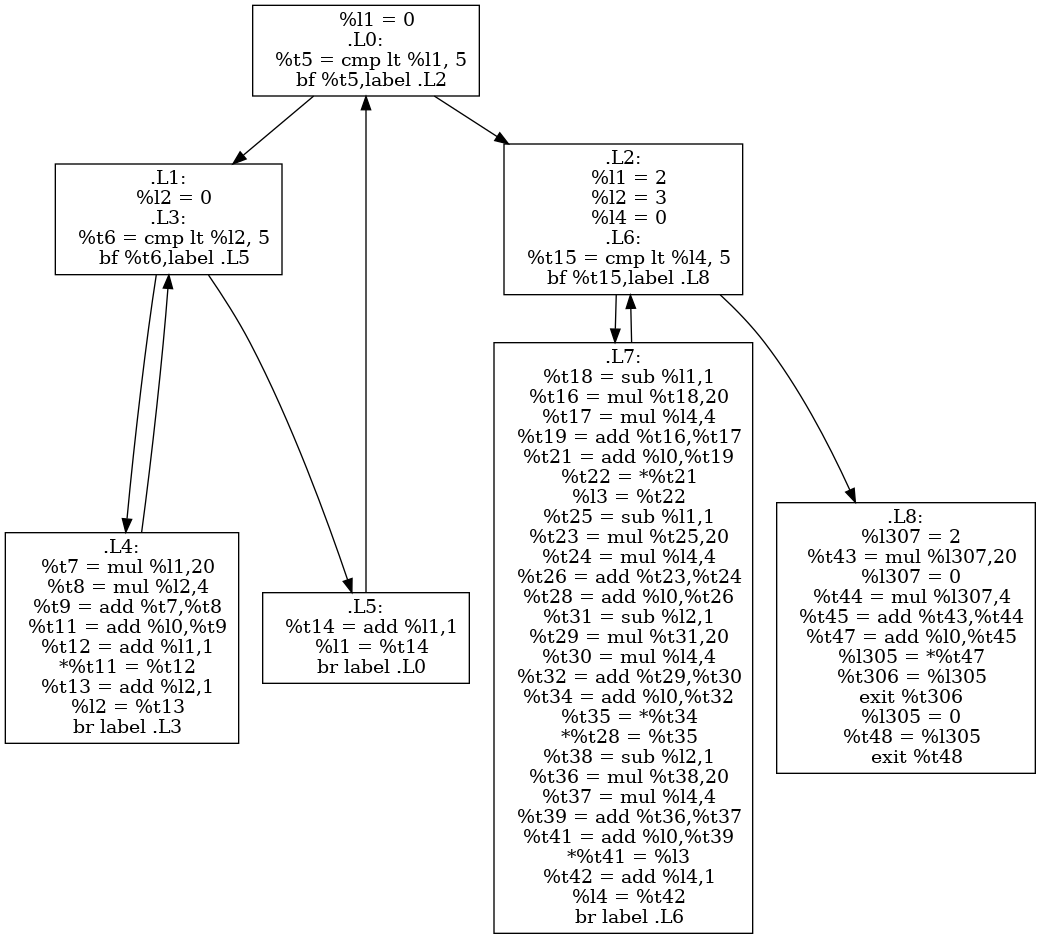 %l1 = 0
.L0:
%t5 = cmp lt %l1, 5
bf %t5,label .L2
.L1:
%l2 = 0
.L3:
%t6 = cmp lt %l2, 5
bf %t6,label .L5
.L2:
%l1 = 2
%l2 = 3
%l4 = 0
.L6:
%t15 = cmp lt %l4, 5
bf %t15,label .L8
.L4:
%t7 = mul %l1,20
%t8 = mul %l2,4
%t9 = add %t7,%t8
%t11 = add %l0,%t9
%t12 = add %l1,1
*%t11 = %t12
%t13 = add %l2,1
%l2 = %t13
br label .L3
.L5:
%t14 = add %l1,1
%l1 = %t14
br label .L0
.L7:
%t18 = sub %l1,1
%t16 = mul %t18,20
%t17 = mul %l4,4
%t19 = add %t16,%t17
%t21 = add %l0,%t19
%t22 = *%t21
%l3 = %t22
%t25 = sub %l1,1
%t23 = mul %t25,20
%t24 = mul %l4,4
%t26 = add %t23,%t24
%t28 = add %l0,%t26
%t31 = sub %l2,1
%t29 = mul %t31,20
%t30 = mul %l4,4
%t32 = add %t29,%t30
%t34 = add %l0,%t32
%t35 = *%t34
*%t28 = %t35
%t38 = sub %l2,1
%t36 = mul %t38,20
%t37 = mul %l4,4
%t39 = add %t36,%t37
%t41 = add %l0,%t39
*%t41 = %l3
%t42 = add %l4,1
%l4 = %t42
br label .L6
.L8:
%l307 = 2
%t43 = mul %l307,20
%l307 = 0
%t44 = mul %l307,4
%t45 = add %t43,%t44
%t47 = add %l0,%t45
%l305 = *%t47
%t306 = %l305
exit %t306
%l305 = 0
%t48 = %l305
exit %t48